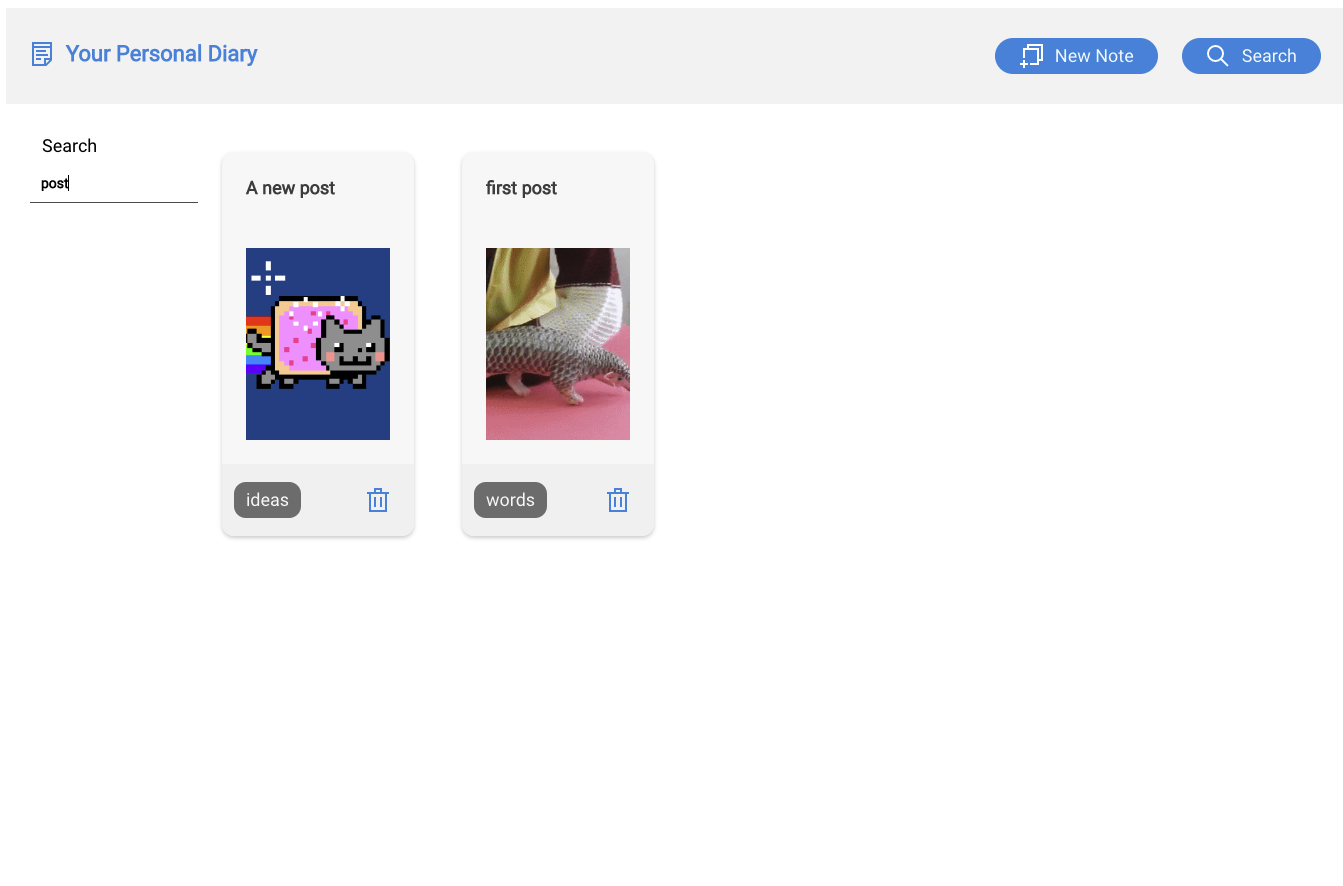 Your Personal Diary
New Note
Search
Search
post
A new post
first post
ideas
words